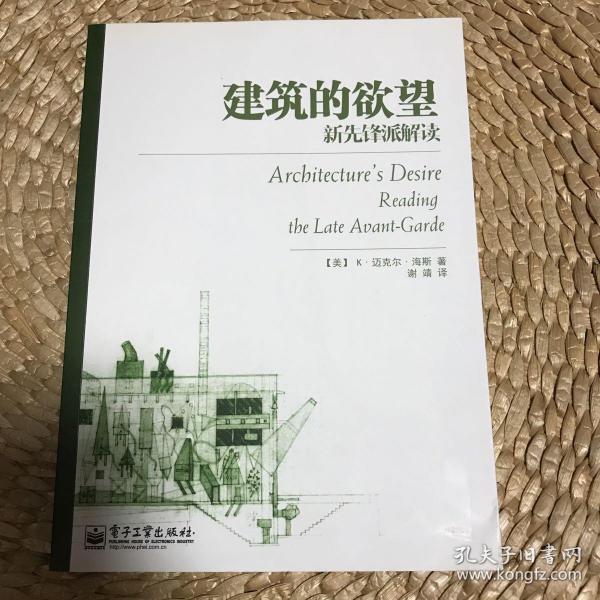 建筑的欲望
新先锋派解读
Architecture's Desire
Reading
the Late Avant-Garde
【美】 K·迈克尔·海斯 著
谢 靖 译
電子工業出版社
PUBLISHING HOUSE OF ELECTRONICS INDUSTRY
http://www.phei.com.cn
孔夫子旧書网
www.kongfz.com